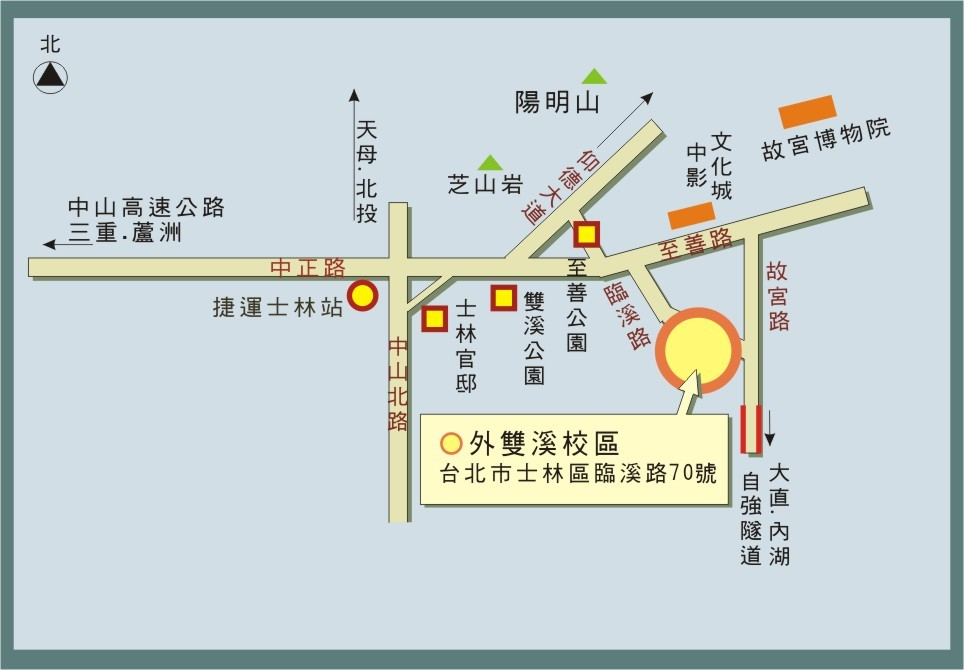 北
陽明山
天母.北投
仰德大道
文化城
中影
故宮博物院
芝山岩
中山高速公路
三重.蘆洲
中正路
至善路
捷運士林站
至善公園
臨溪路
故宮路
士林官邸
雙溪公園
中山北路
外雙溪校區
台北市士林區臨溪路70號
大直.內湖
自強隧道